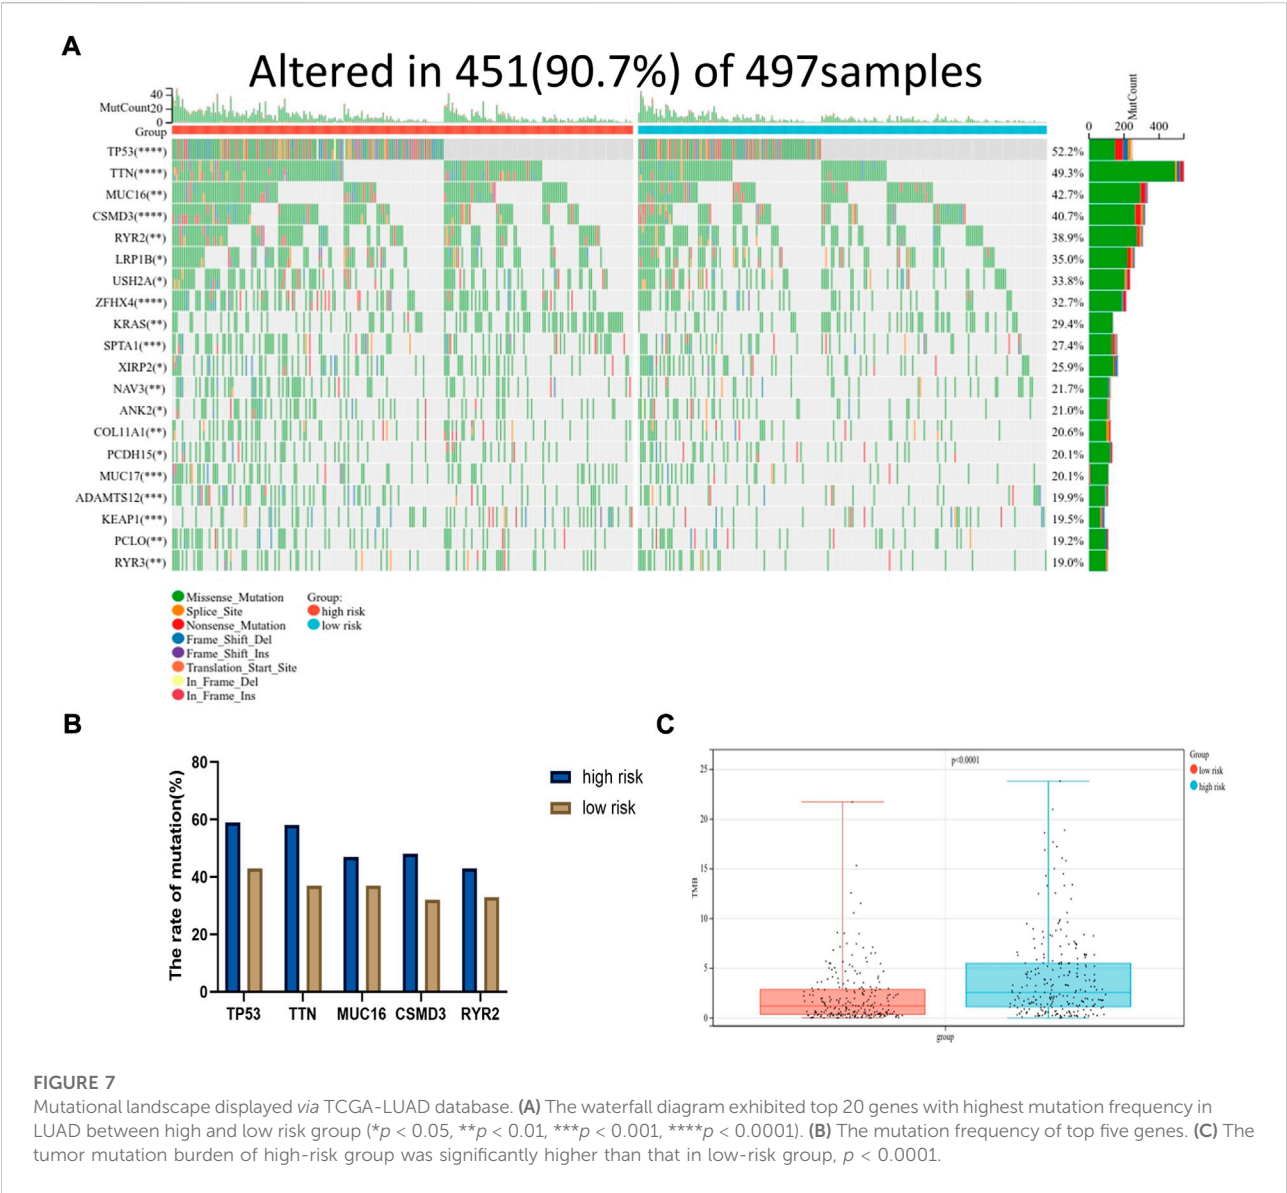 A
Altered in 451(90.7%) of 497samples
40
MutCount20
0
Group
MutCount
0 200 400
TP53(****) 52.2%
TTN(****) 49.3%
MUC16(**) 42.7%
CSMD3(****) 40.7%
RYR2(**) 38.9%
LRP1B(*) 35.0%
USH2A(*) 33.8%
ZFHX4(****) 32.7%
KRAS(**) 29.4%
SPTA1(***) 27.4%
XIRP2(*) 25.9%
NAV3(**) 21.7%
ANK2(*) 21.0%
COL11A1(**) 20.6%
PCDH15(*) 20.1%
MUC17(***) 20.1%
ADAMTS12(***) 19.9%
KEAP1(***) 19.5%
PCLO(**) 19.2%
RYR3(**) 19.0%
Missense_Mutation
Splice_Site
Nonsense_Mutation
Frame_Shift_Del
Frame_Shift_Ins
Translation_Start_Site
In_Frame_Del
In_Frame_Ins
Group:
high risk
low risk
B
The rate of mutation(%)
80
60
40
20
0
TP53 TTN MUC16 CSMD3 RYR2
high risk
low risk
C
p<0.0001
TMB
25
20
15
10
5
0
group
Group
low risk
high risk
FIGURE 7
Mutational landscape displayed via TCGA-LUAD database. (A) The waterfall diagram exhibited top 20 genes with highest mutation frequency in
LUAD between high and low risk group (*p < 0.05, **p < 0.01, ***p < 0.001, ****p < 0.0001). (B) The mutation frequency of top five genes. (C) The
tumor mutation burden of high-risk group was significantly higher than that in low-risk group, p < 0.0001.